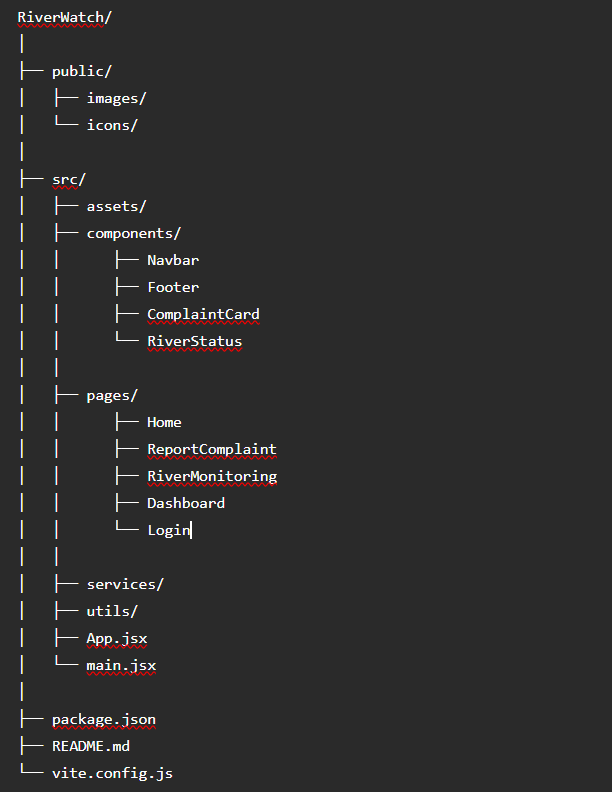 RiverWatch/
│
├── public/
│   ├── images/
│   └── icons/
│
├── src/
│   ├── assets/
│   ├── components/
│   │      ├── Navbar
│   │      ├── Footer
│   │      ├── ComplaintCard
│   │      └── RiverStatus
│   │
│   ├── pages/
│   │      ├── Home
│   │      ├── ReportComplaint
│   │      ├── RiverMonitoring
│   │      ├── Dashboard
│   │      └── Login
│   │
│   ├── services/
│   ├── utils/
│   ├── App.jsx
│   └── main.jsx
│
├── package.json
├── README.md
└── vite.config.js